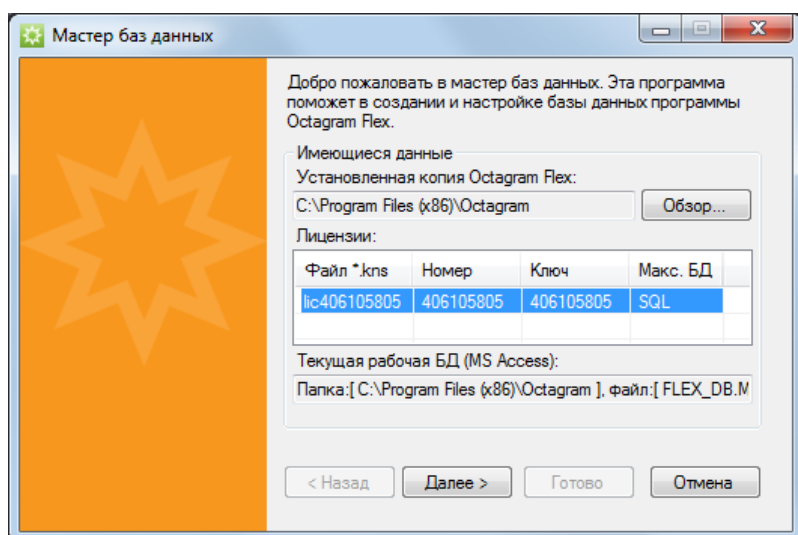 Мастер баз данных
Добро пожаловать в мастер баз данных. Эта программа
поможет в создании и настройке базы данных программы
Octagram Flex.
Имеющиеся данные
Установленная копия Octagram Flex:
C:\Program Files (x86)\Octagram Обзор...
Лицензии:
Файл *.kns Номер Ключ Макс. БД
lic406105805 406105805 406105805 SQL
Текущая рабочая БД (MS Access):
Папка:[ C:\Program Files (x86)\Octagram ], файл:[ FLEX_DB.M
< Назад Далее > Готово Отмена